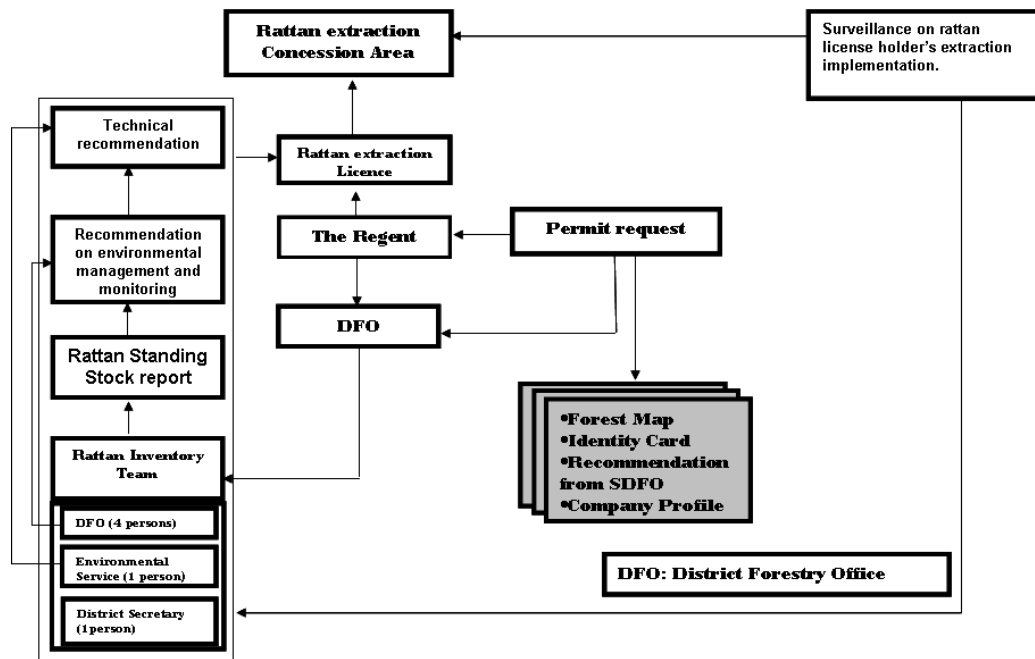 Rattan extraction
Concession Area
Surveillance on rattan
license holder's extraction
implementation.
Technical
recommendation
Rattan extraction
Licence
Recommendation
on environmental
management and
monitoring
The Regent
Permit request
DFO
Rattan Standing
Stock report
•Forest Map
•Identity Card
•Recommendation
from SDFO
•Company Profile
Rattan Inventory
Team
DFO (4 persons)
Environmental
Service (1 person)
District Secretary
(1person)
DFO: District Forestry Office